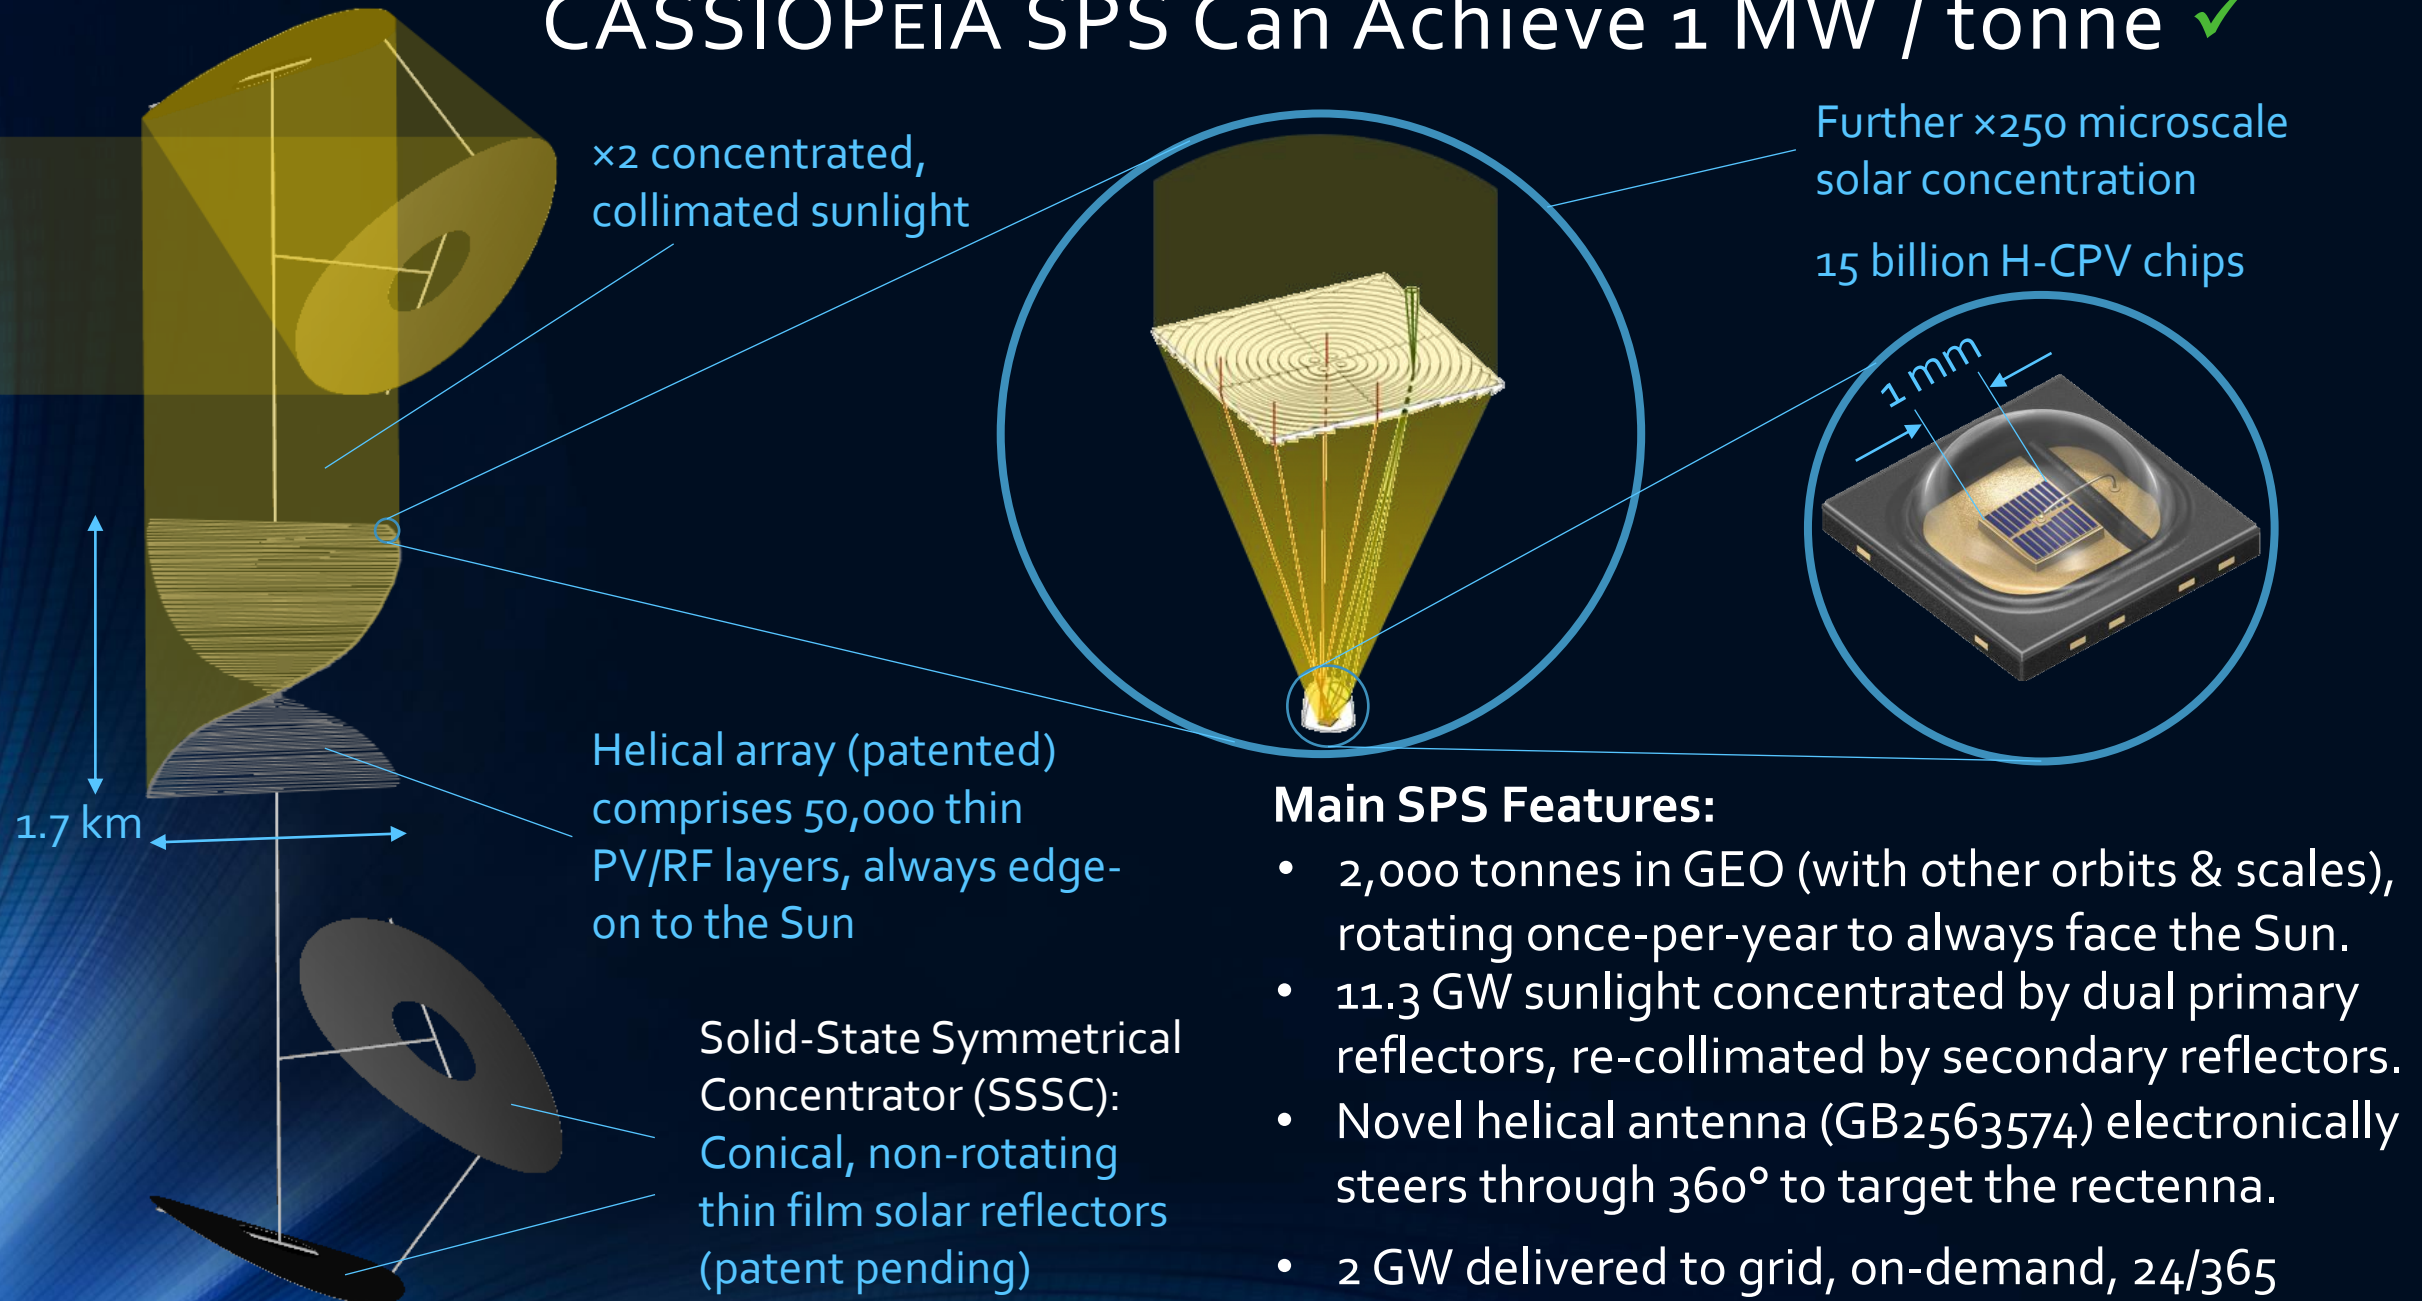 CASSIOPEIA SPS Can Achieve 1 MW / tonne ✓
×2 concentrated,
collimated sunlight
Further ×250 microscale
solar concentration
15 billion H-CPV chips
1 mm
1.7 km
Helical array (patented)
comprises 50,000 thin
PV/RF layers, always edge-
on to the Sun
Solid-State Symmetrical
Concentrator (SSSC):
Conical, non-rotating
thin film solar reflectors
(patent pending)
Main SPS Features:
• 2,000 tonnes in GEO (with other orbits & scales),
rotating once-per-year to always face the Sun.
• 11.3 GW sunlight concentrated by dual primary
reflectors, re-collimated by secondary reflectors.
• Novel helical antenna (GB2563574) electronically
steers through 360° to target the rectenna.
• 2 GW delivered to grid, on-demand, 24/365